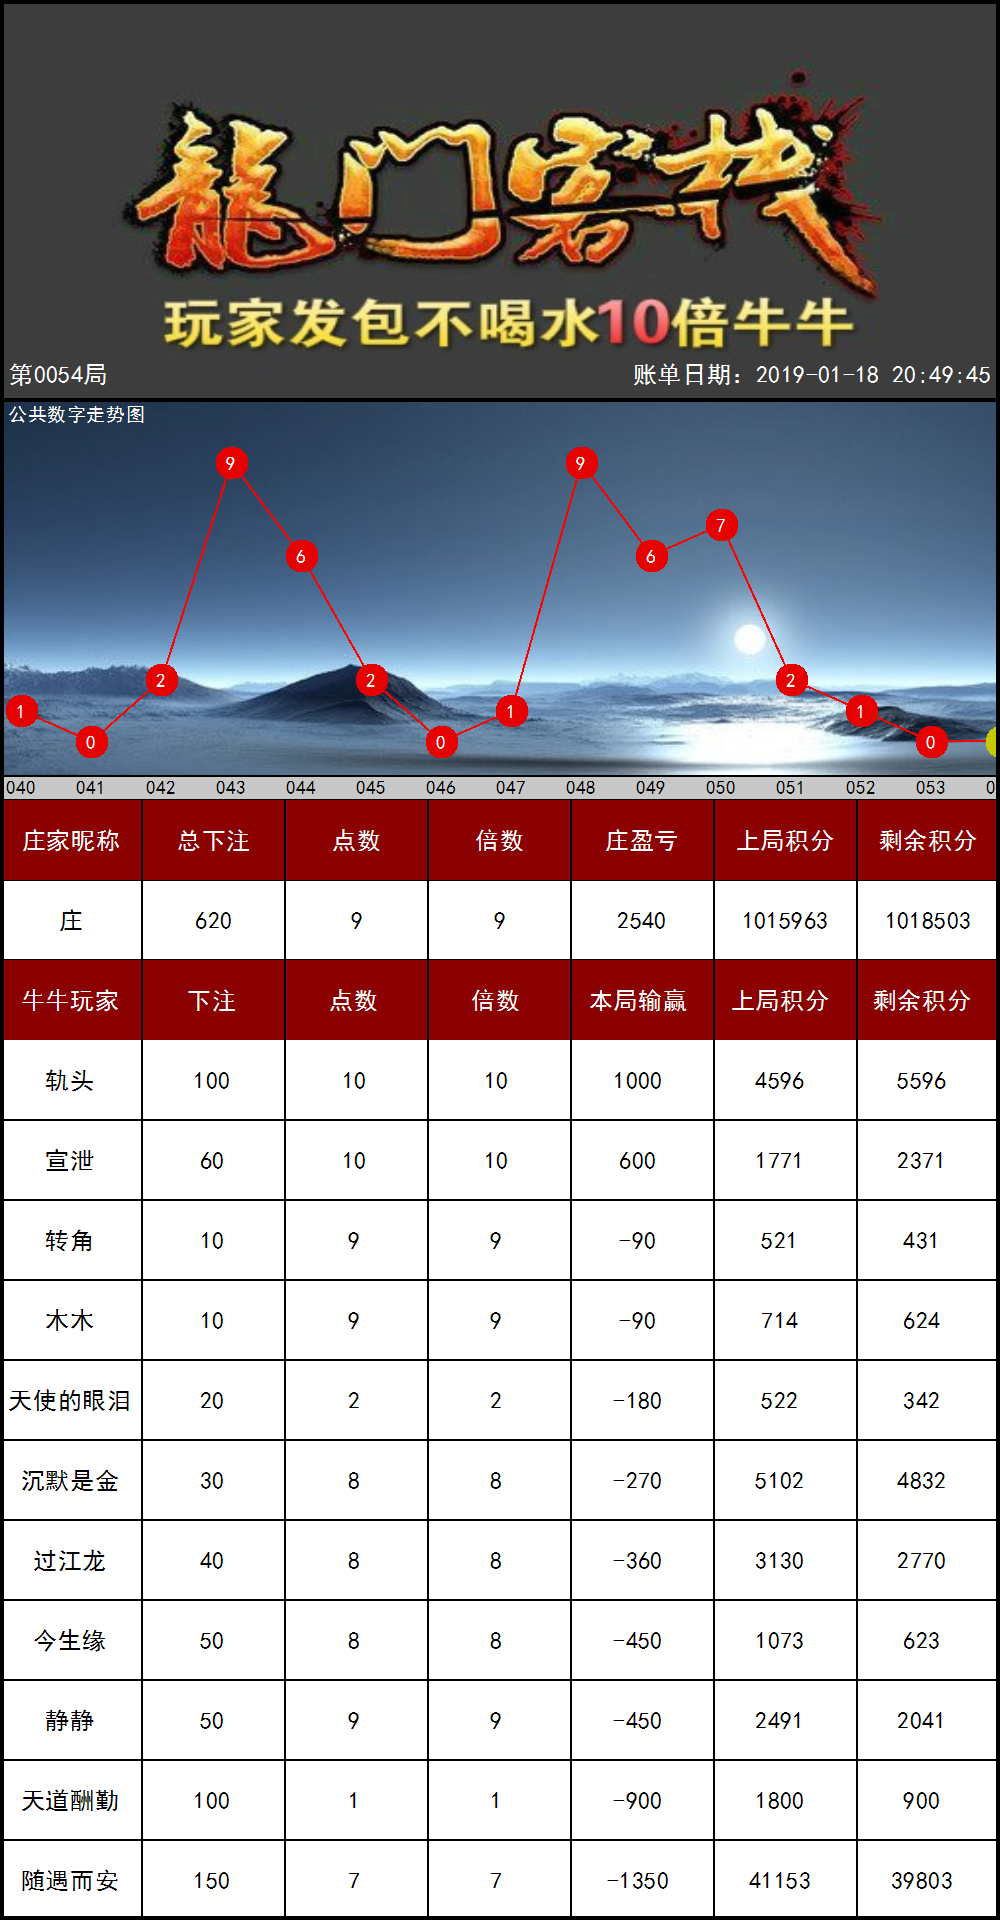 龍门客栈
玩家发包不喝水10倍牛牛
第0054局 账单日期：2019-01-18 20:49:45
公共数字走势图
1 0 2 9 6 2 0 1 9 6 7 2 1 0
040 041 042 043 044 045 046 047 048 049 050 051 052 053 0
庄家昵称 总下注 点数 倍数 庄盈亏 上局积分 剩余积分
庄 620 9 9 2540 1015963 1018503
牛牛玩家 下注 点数 倍数 本局输赢 上局积分 剩余积分
轨头 100 10 10 1000 4596 5596
宣泄 60 10 10 600 1771 2371
转角 10 9 9 -90 521 431
木木 10 9 9 -90 714 624
天使的眼泪 20 2 2 -180 522 342
沉默是金 30 8 8 -270 5102 4832
过江龙 40 8 8 -360 3130 2770
今生缘 50 8 8 -450 1073 623
静静 50 9 9 -450 2491 2041
天道酬勤 100 1 1 -900 1800 900
随遇而安 150 7 7 -1350 41153 39803